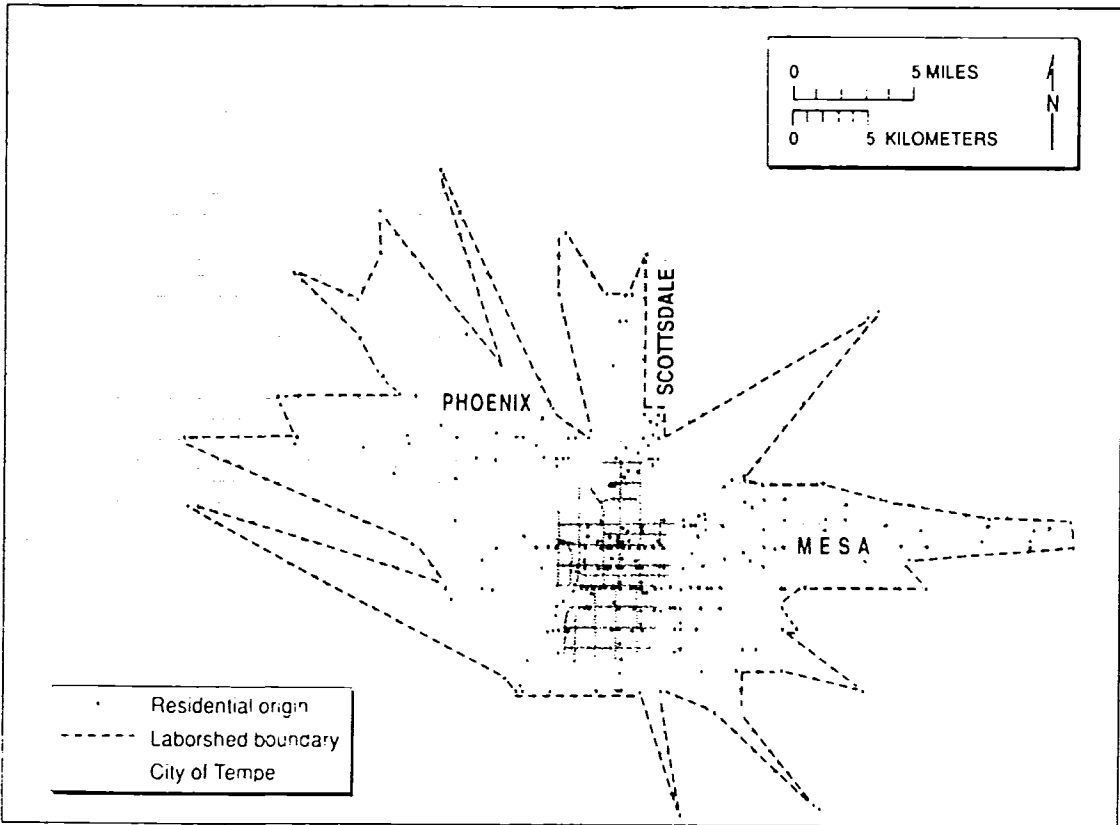 0 5 MILES
N
0 5 KILOMETERS
SCOTTSDALE
PHOENIX
MESA
Residential origin
Laborshed boundary
City of Tempe